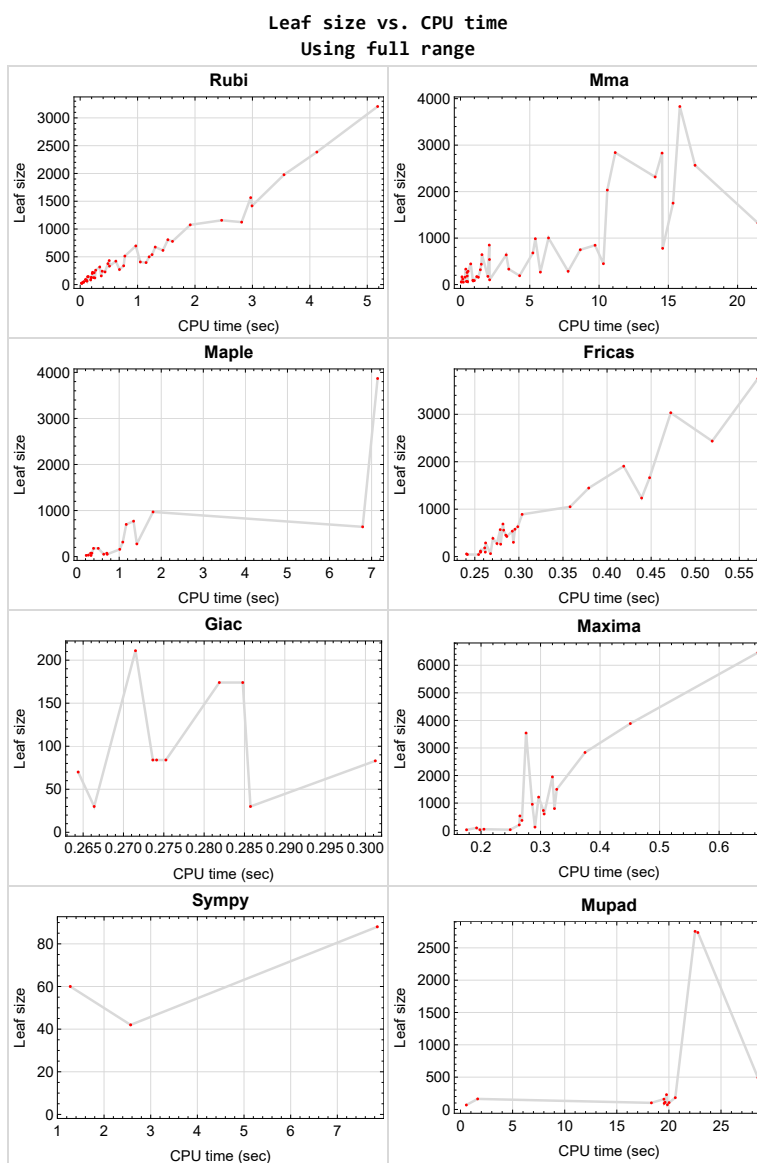 Leaf size vs. CPU time
Using full range
Rubi
Leaf size
3000
2500
2000
1500
1000
500
0
0 1 2 3 4 5
CPU time (sec)
Mma
Leaf size
4000
3000
2000
1000
0
0 5 10 15 20
CPU time (sec)
Maple
Leaf size
4000
3000
2000
1000
0
0 1 2 3 4 5 6 7
CPU time (sec)
Fricas
Leaf size
3000
2000
1000
0
0.25 0.30 0.35 0.40 0.45 0.50 0.55
CPU time (sec)
Giac
Leaf size
200
150
100
50
0
0.265 0.270 0.275 0.280 0.285 0.290 0.295 0.300
CPU time (sec)
Maxima
Leaf size
6000
5000
4000
3000
2000
1000
0
0.2 0.3 0.4 0.5 0.6
CPU time (sec)
Sympy
Leaf size
80
60
40
20
0
1 2 3 4 5 6 7
CPU time (sec)
Mupad
Leaf size
2500
2000
1500
1000
500
0
0 5 10 15 20 25
CPU time (sec)